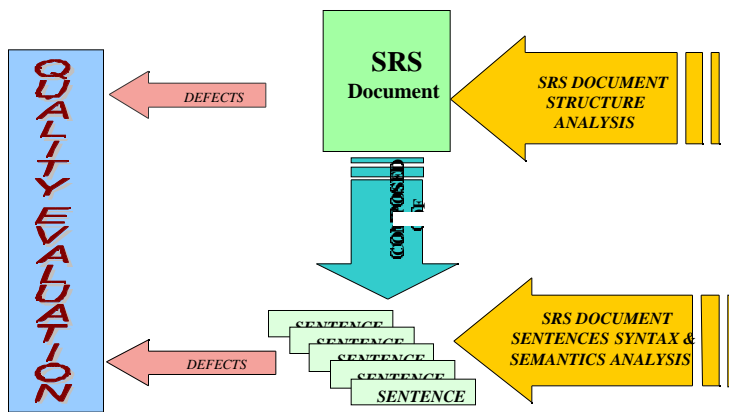 QUALITY EVALUATION
DEFECTS
SRS
Document
SRS DOCUMENT
STRUCTURE
ANALYSIS
COMPOSED
OF
SENTENCE
SENTENCE
SENTENCE
SENTENCE
SENTENCE
DEFECTS
SRS DOCUMENT
SENTENCES SYNTAX &
SEMANTICS ANALYSIS